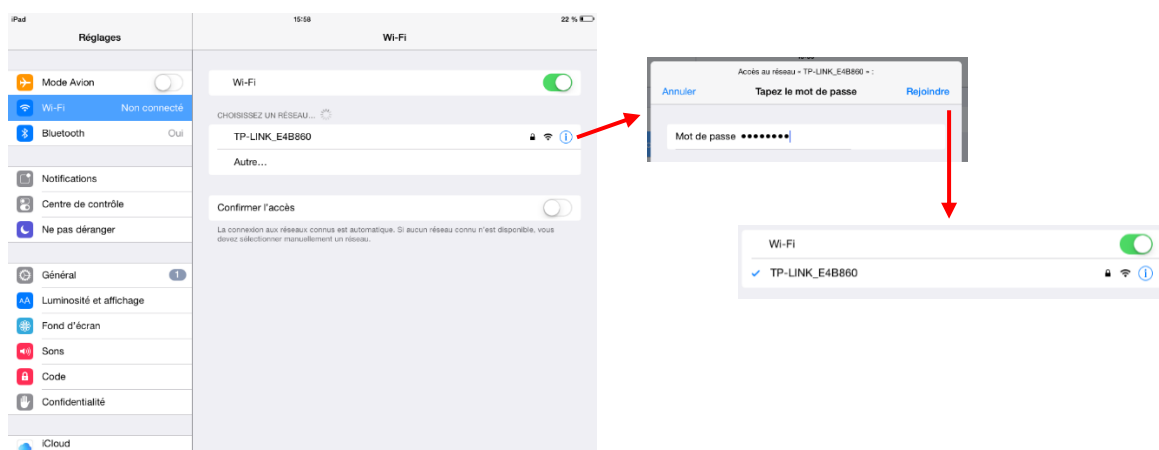 iPad 15:58 22 %
Réglages
Wi-Fi
Mode Avion
Wi-Fi Non connecté
Bluetooth Oui
Notifications
Centre de contrôle
Ne pas déranger
Général 1
AA Luminosité et affichage
Fond d'écran
Sons
Code
Confidentialité
iCloud
Wi-Fi
CHOISISSEZ UN RÉSEAU...
TP-LINK_E4B860
Autre...
Confirmer l'accès
La connexion aux réseaux connus est automatique. Si aucun réseau connu n'est disponible, vous
devez sélectionner manuellement un réseau.
Accès au réseau « TP-LINK_E4B860 » :
Annuler Tapez le mot de passe Rejoindre
Mot de passe ••••••••
Wi-Fi
✓ TP-LINK_E4B860